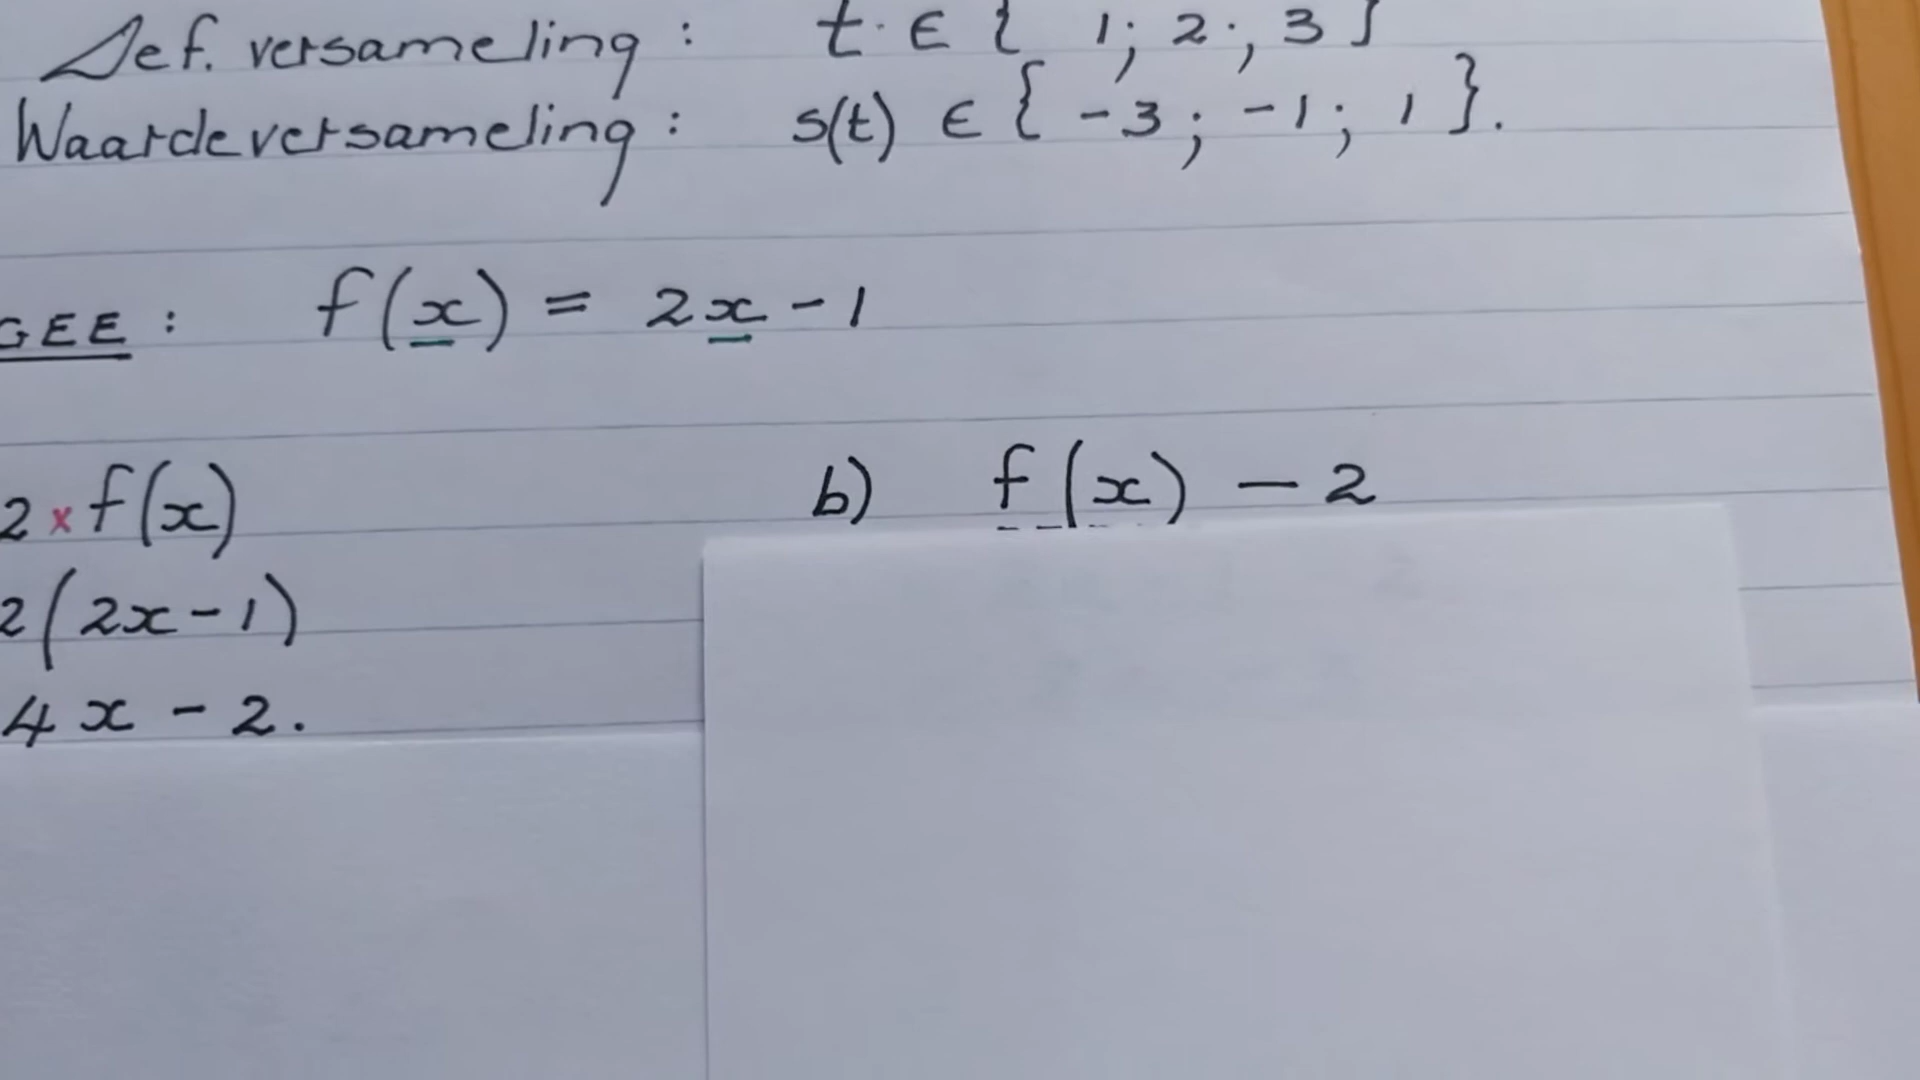 Def. versameling : t ∈ { 1 ; 2 ; 3 }
Waardeversameling : s(t) ∈ { -3 ; -1 ; 1 }.
GEE : f(x) = 2x - 1
2 x f(x)
b) f(x) - 2
2(2x-1)
4x - 2.